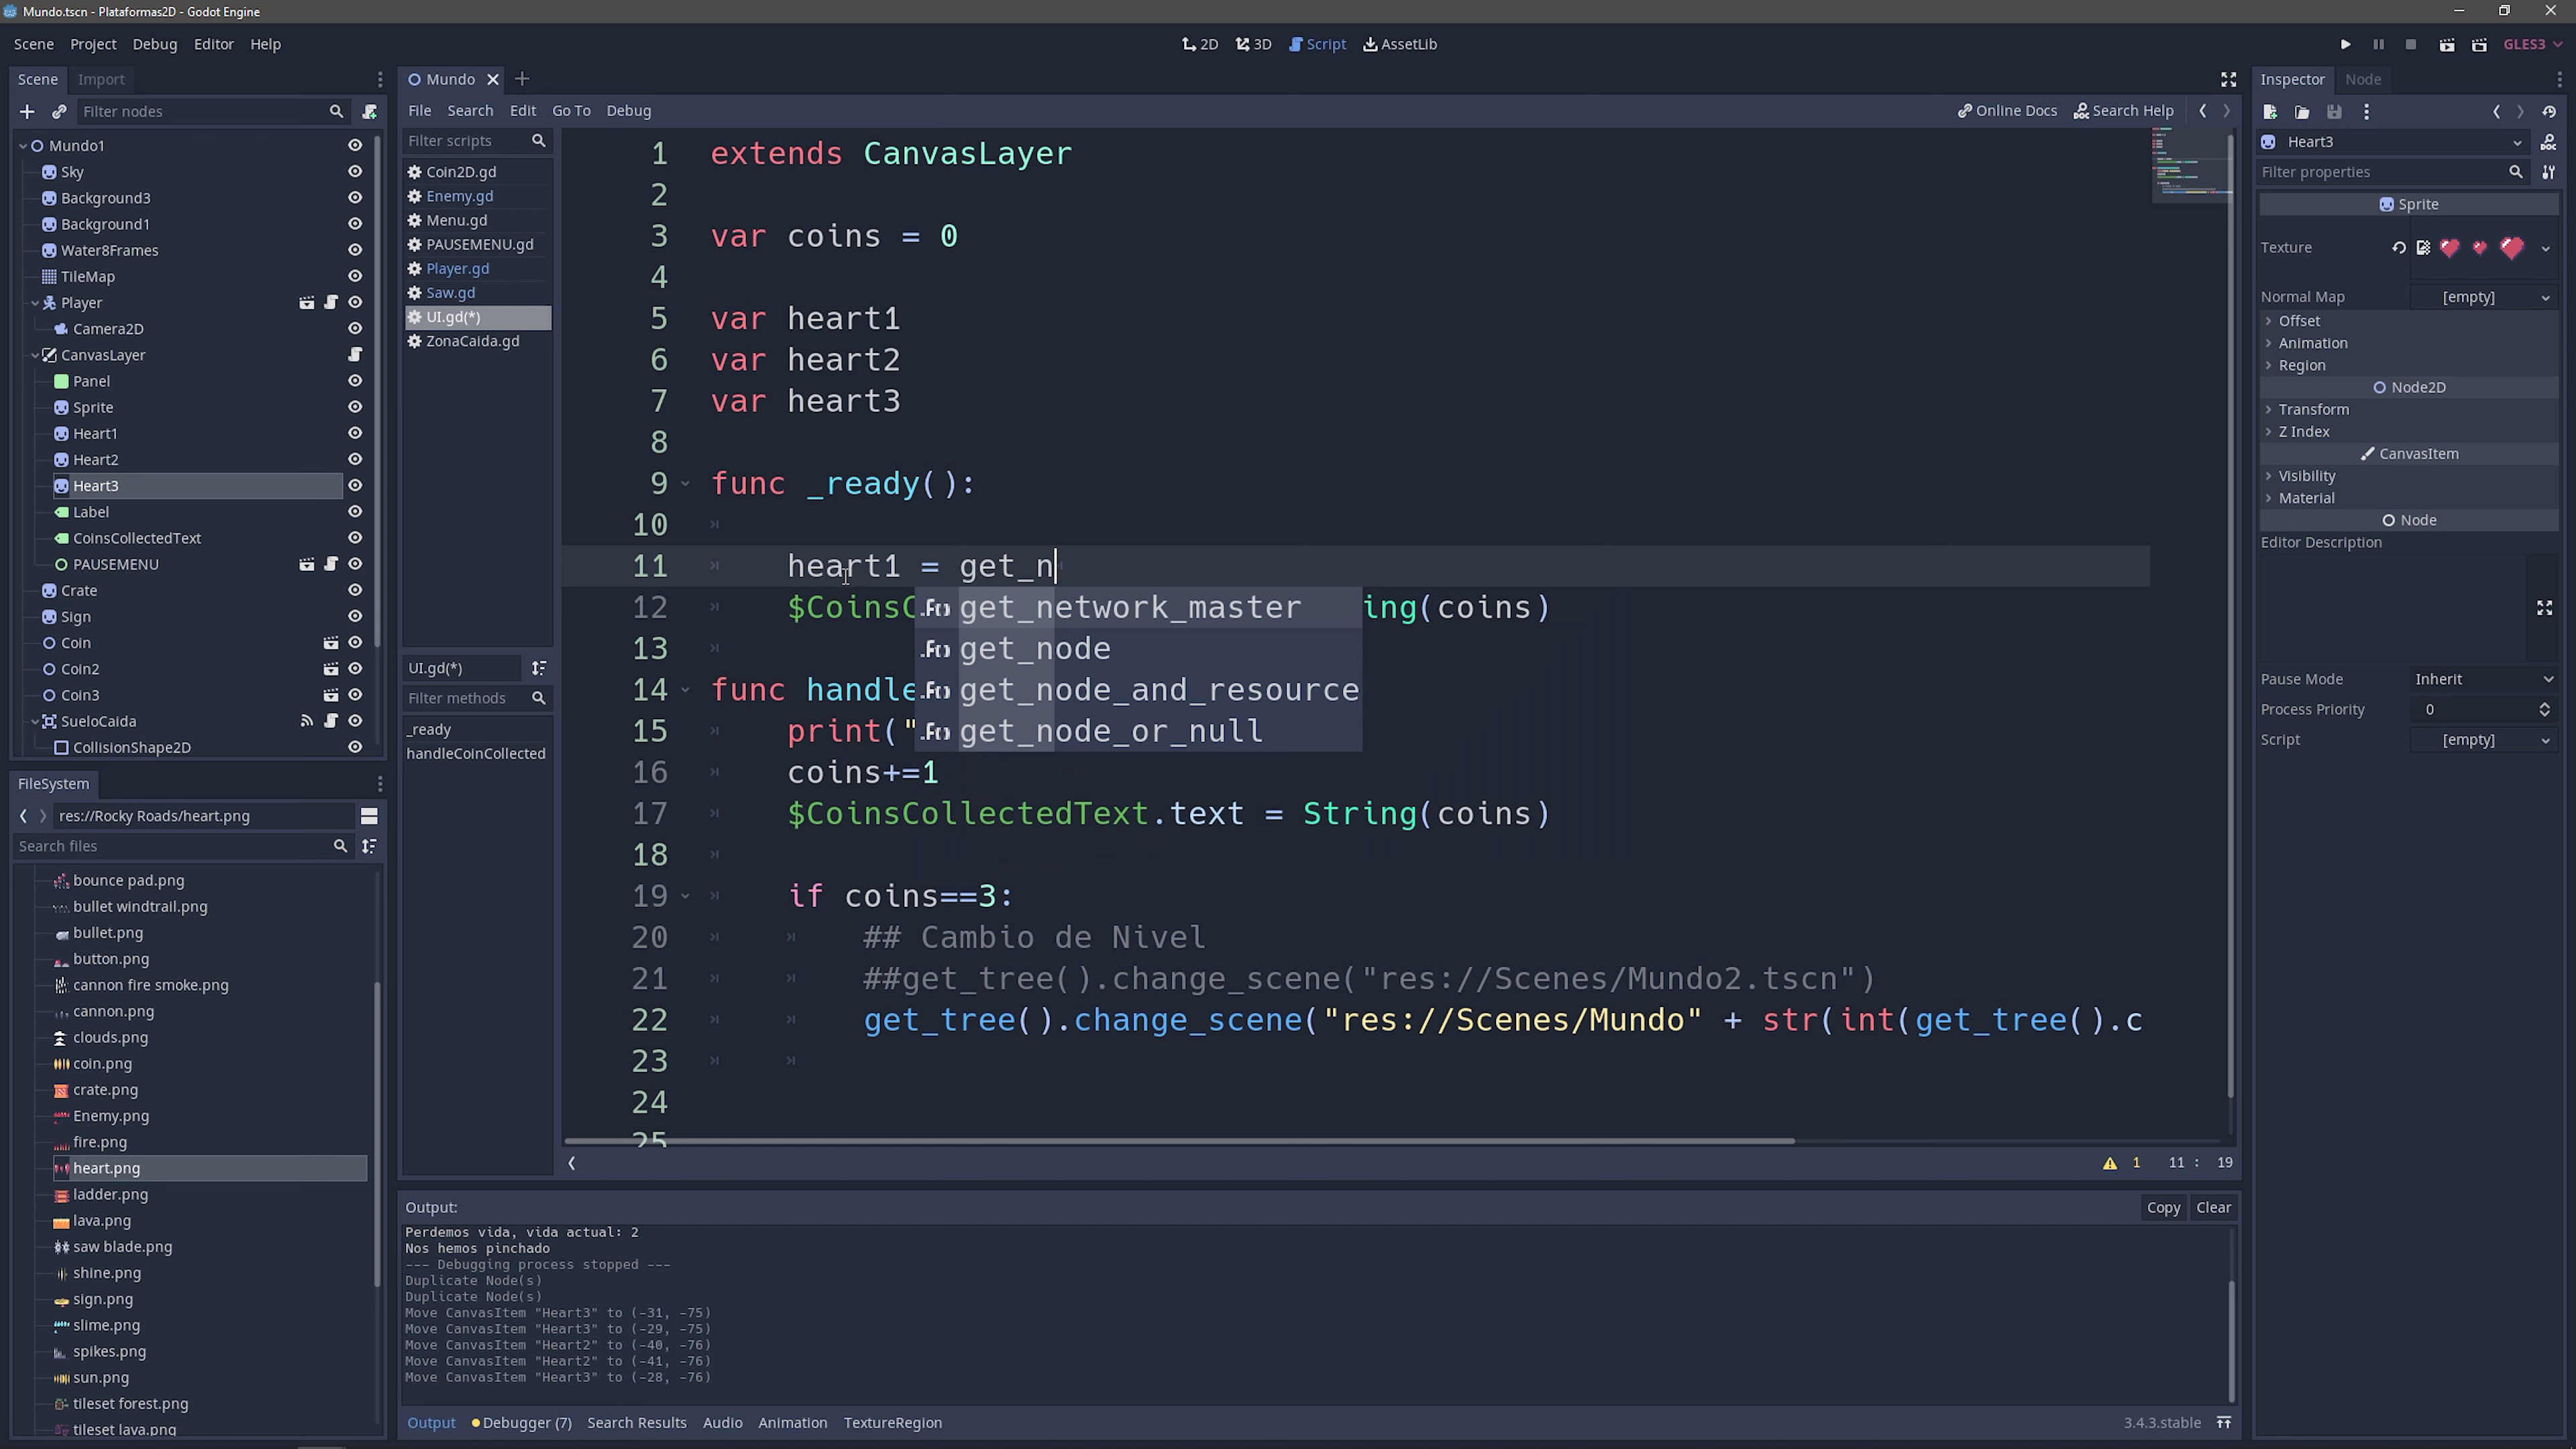 Mundo.tscn - Plataformas2D - Godot Engine
Scene Project Debug Editor Help
2D 3D Script AssetLib
GLES3
Scene Import
Filter nodes
Mundo1
Sky
Background3
Background1
Water8Frames
TileMap
Player
Camera2D
CanvasLayer
Panel
Sprite
Heart1
Heart2
Heart3
Label
CoinsCollectedText
PAUSEMENU
Crate
Sign
Coin
Coin2
Coin3
SueloCaida
CollisionShape2D
FileSystem
res://Rocky Roads/heart.png
Search files
bounce pad.png
bullet windtrail.png
bullet.png
button.png
cannon fire smoke.png
cannon.png
clouds.png
coin.png
crate.png
Enemy.png
fire.png
heart.png
ladder.png
lava.png
saw blade.png
shine.png
sign.png
slime.png
spikes.png
sun.png
tileset forest.png
tileset lava.png
Mundo
File Search Edit Go To Debug
Online Docs Search Help
Filter scripts
Coin2D.gd
Enemy.gd
Menu.gd
PAUSEMENU.gd
Player.gd
Saw.gd
UI.gd(*)
ZonaCaida.gd
UI.gd(*)
Filter methods
_ready
handleCoinCollected
1 extends CanvasLayer
2
3 var coins = 0
4
5 var heart1
6 var heart2
7 var heart3
8
9 func _ready():
10
11 heart1 = get_n
12 $CoinsC ing(coins)
13
14 func handle
15 print("
16 coins+=1
17 $CoinsCollectedText.text = String(coins)
18
19 if coins==3:
20 ## Cambio de Nivel
21 ##get_tree().change_scene("res://Scenes/Mundo2.tscn")
22 get_tree().change_scene("res://Scenes/Mundo" + str(int(get_tree().c
23
24
25
.F() get_network_master
.F() get_node
.F() get_node_and_resource
.F() get_node_or_null
1 11 : 19
Output:
Copy Clear
Perdemos vida, vida actual: 2
Nos hemos pinchado
--- Debugging process stopped ---
Duplicate Node(s)
Duplicate Node(s)
Move CanvasItem "Heart3" to (-31, -75)
Move CanvasItem "Heart3" to (-29, -75)
Move CanvasItem "Heart2" to (-40, -76)
Move CanvasItem "Heart2" to (-41, -76)
Move CanvasItem "Heart3" to (-28, -76)
Output Debugger (7) Search Results Audio Animation TextureRegion
3.4.3.stable
Inspector Node
Heart3
Filter properties
Sprite
Texture
Normal Map [empty]
Offset
Animation
Region
Node2D
Transform
Z Index
CanvasItem
Visibility
Material
Node
Editor Description
Pause Mode Inherit
Process Priority 0
Script [empty]